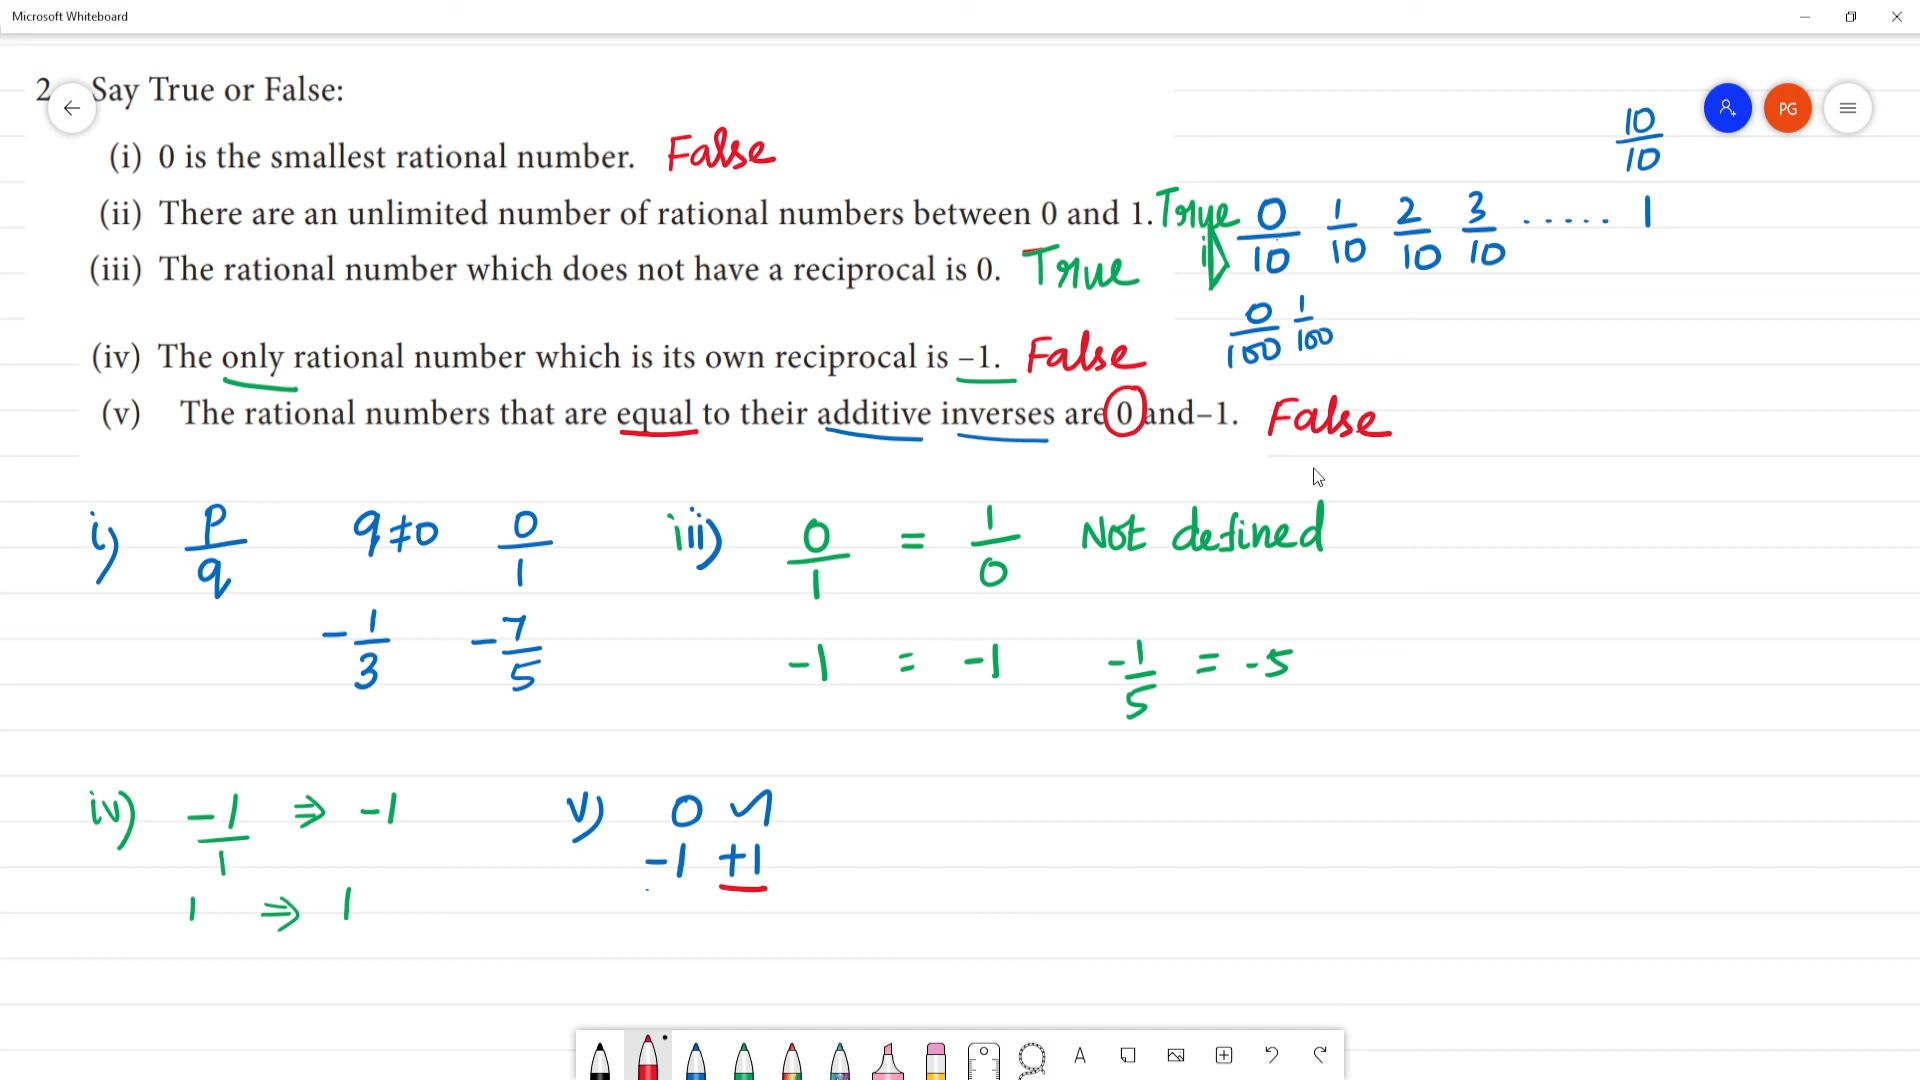 Microsoft Whiteboard
2 Say True or False:
(i) 0 is the smallest rational number. False
(ii) There are an unlimited number of rational numbers between 0 and 1. True
(iii) The rational number which does not have a reciprocal is 0. True
(iv) The only rational number which is its own reciprocal is –1. False
(v) The rational numbers that are equal to their additive inverses are 0 and–1. False
PG
10/10
0/10 1/10 2/10 3/10 ..... 1
0/100 1/100
i) p/q q≠0 0/1
-1/3 -7/5
iii) 0/1 = 1/0 Not defined
-1 = -1 -1/5 = -5
iv) -1/1 ⇒ -1
1 ⇒ 1
v) 0
-1 +1
A